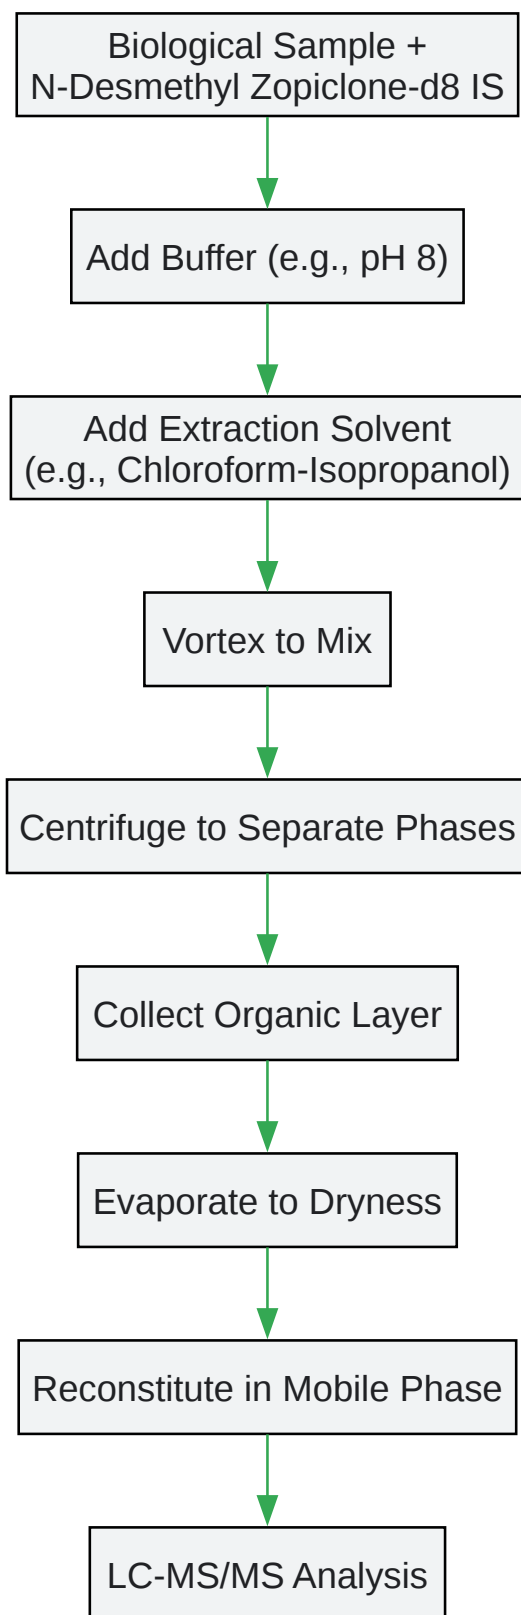 Biological Sample +
N-Desmethyl Zopiclone-d8 IS
Add Buffer (e.g., pH 8)
Add Extraction Solvent
(e.g., Chloroform-Isopropanol)
Vortex to Mix
Centrifuge to Separate Phases
Collect Organic Layer
Evaporate to Dryness
Reconstitute in Mobile Phase
LC-MS/MS Analysis